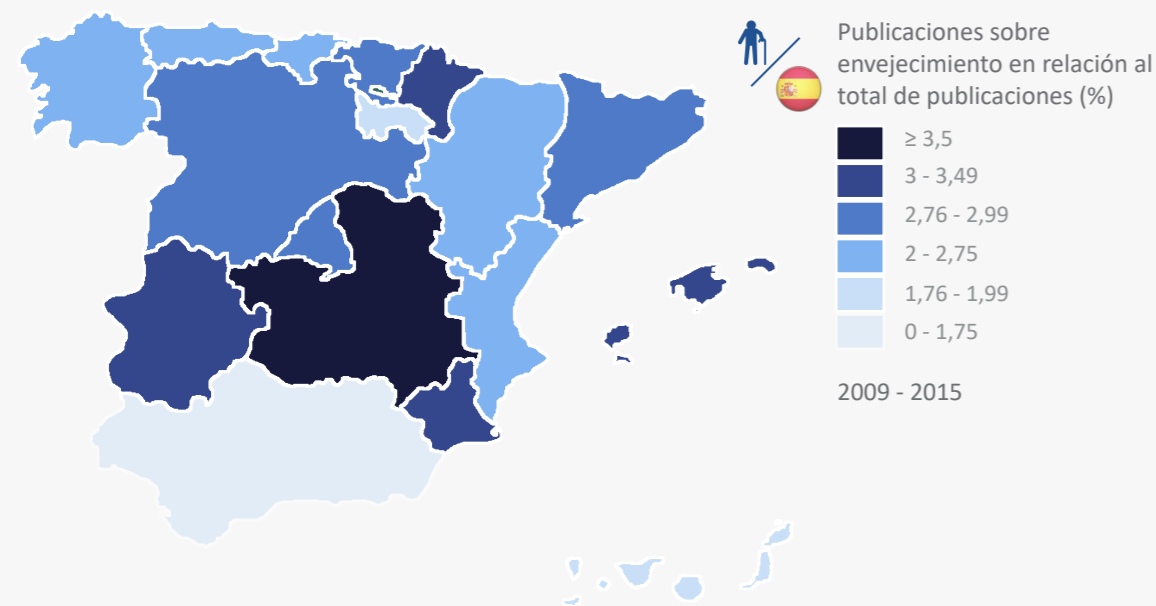 Publicaciones sobre
envejecimiento en relación al
total de publicaciones (%)
≥ 3,5
3 - 3,49
2,76 - 2,99
2 - 2,75
1,76 - 1,99
0 - 1,75
2009 - 2015